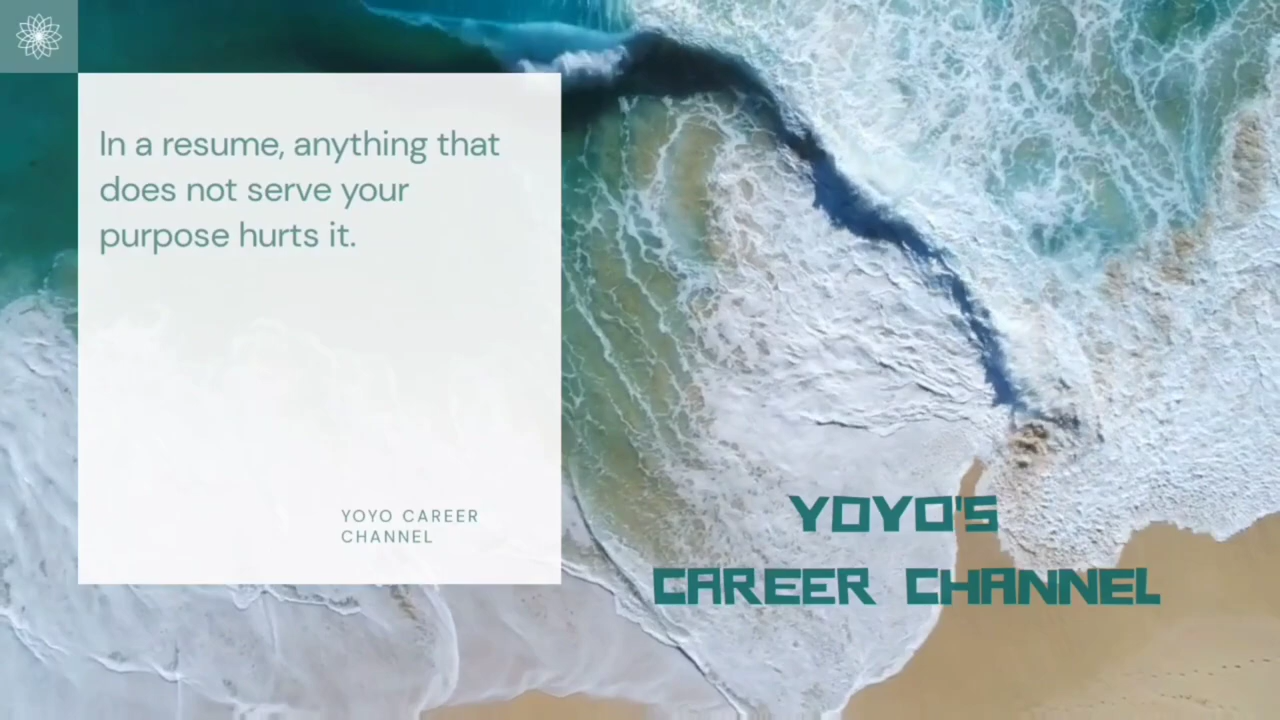 In a resume, anything that
does not serve your
purpose hurts it.
YOYO CAREER
CHANNEL
YOYO'S
CAREER CHANNEL